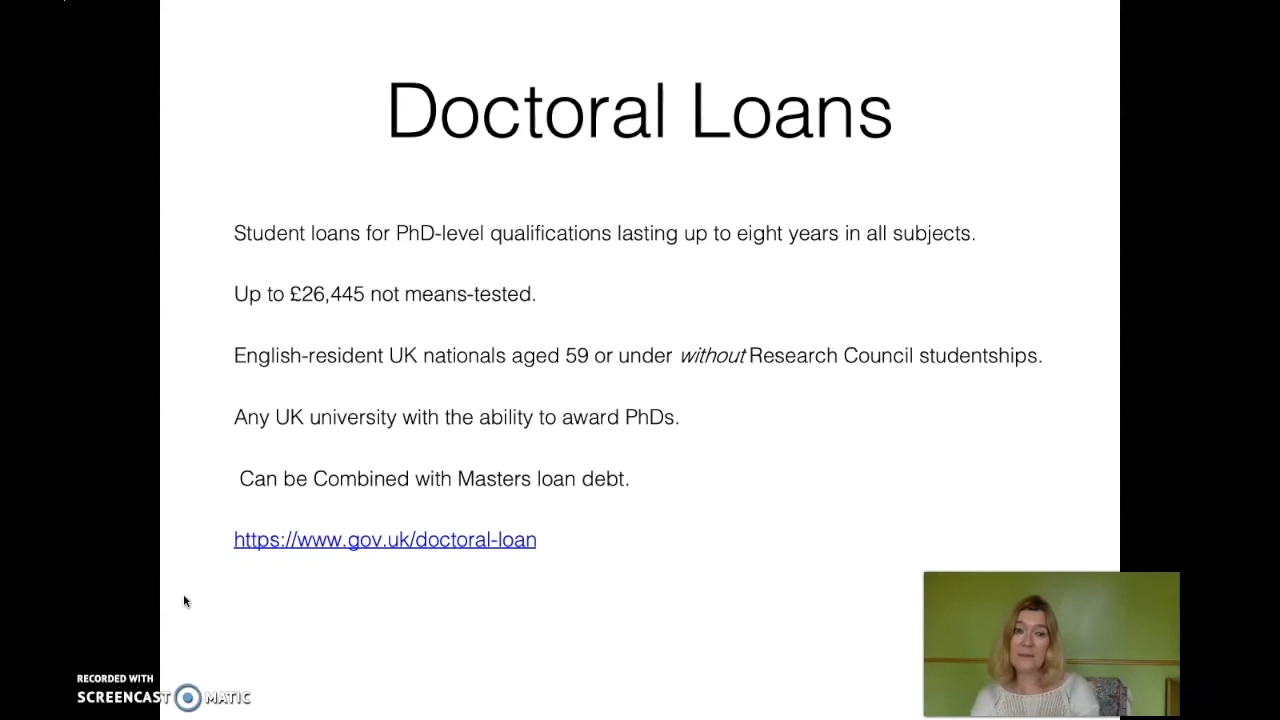 Doctoral Loans
Student loans for PhD-level qualifications lasting up to eight years in all subjects.
Up to £26,445 not means-tested.
English-resident UK nationals aged 59 or under without Research Council studentships.
Any UK university with the ability to award PhDs.
Can be Combined with Masters loan debt.
https://www.gov.uk/doctoral-loan
RECORDED WITH
SCREENCAST MATIC